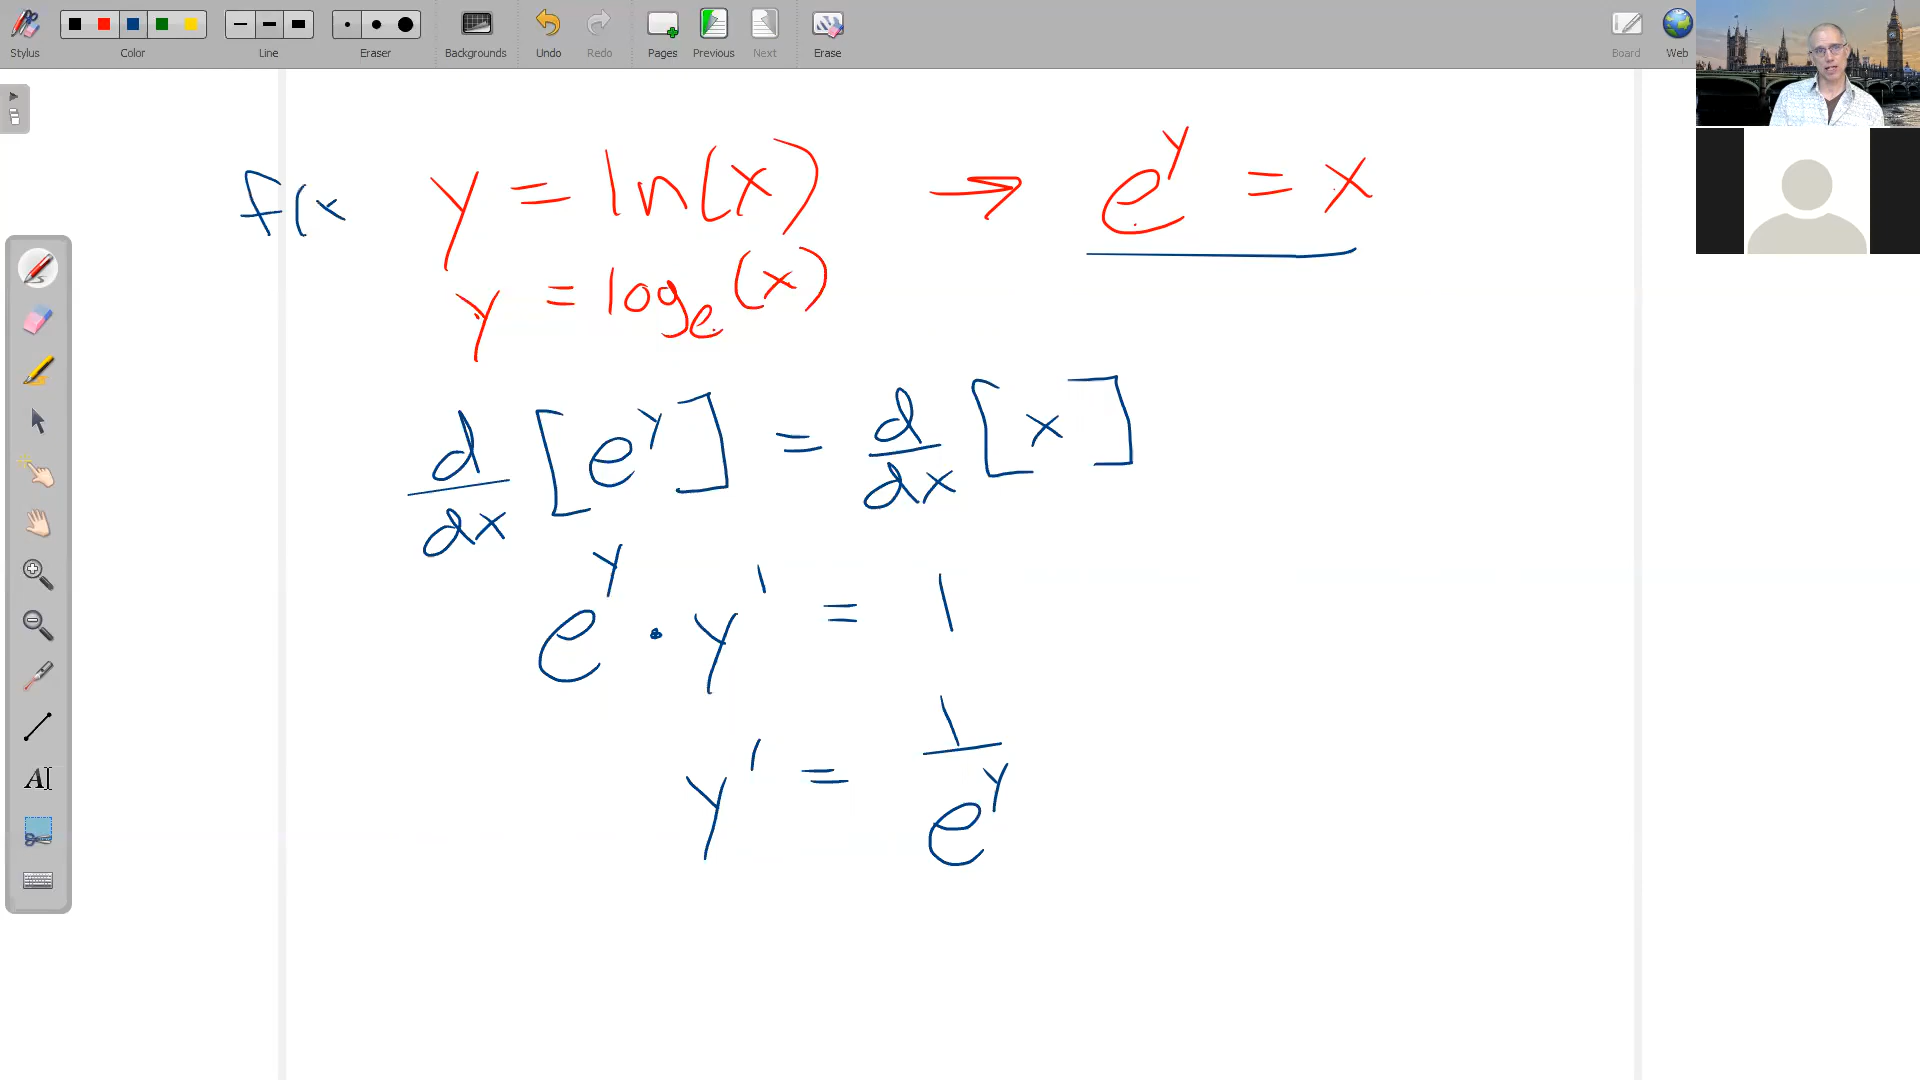 Stylus Color Line Eraser Backgrounds Undo Redo Pages Previous Next Erase Board Web
f(x y = ln(x) → e^y = x
y = log_e(x)
d/dx [e^y] = d/dx [x]
e^y · y' = 1
y' = 1/e^y
A